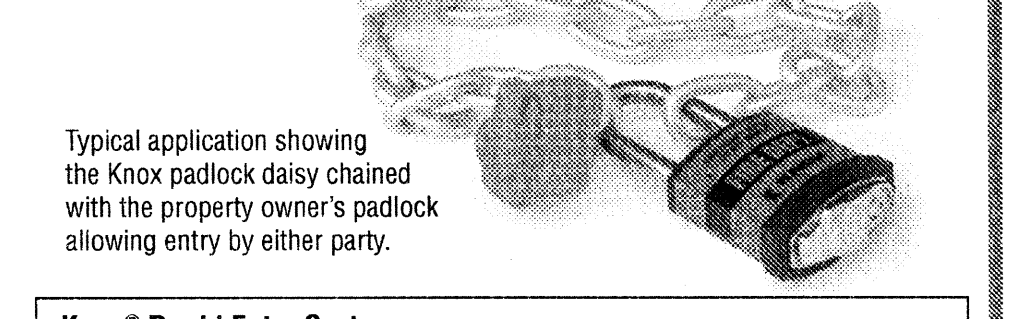 Typical application showing
the Knox padlock daisy chained
with the property owner's padlock
allowing entry by either party.